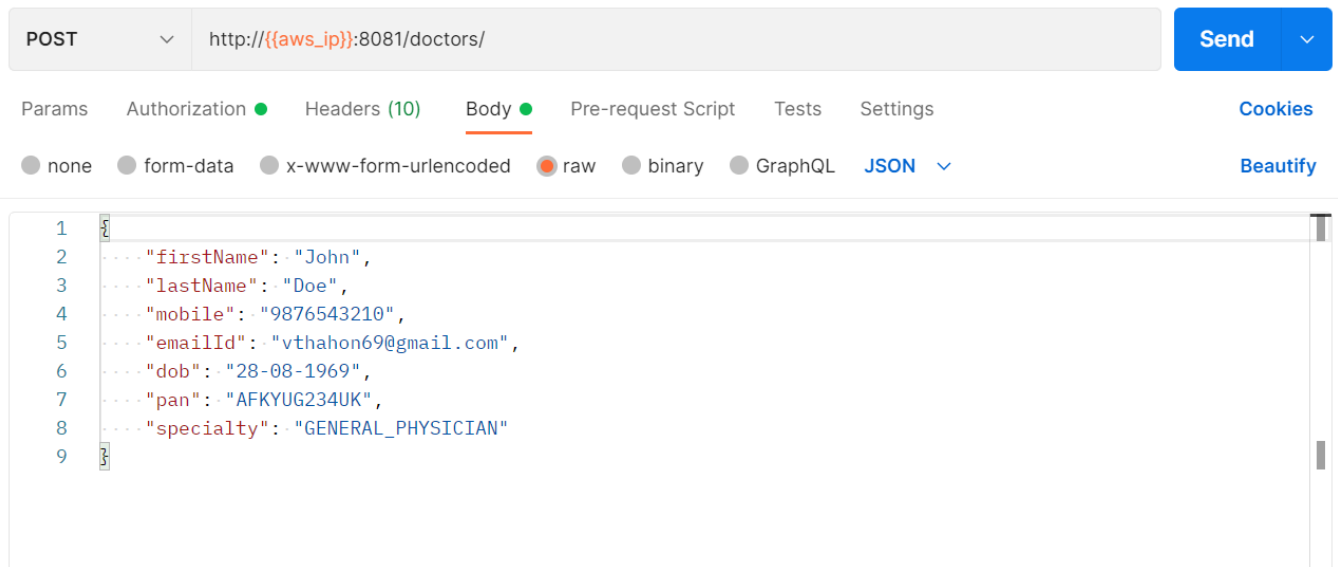 POST http://{{aws_ip}}:8081/doctors/ Send
Params Authorization Headers (10) Body Pre-request Script Tests Settings Cookies
none form-data x-www-form-urlencoded raw binary GraphQL JSON Beautify
1 {
2 "firstName": "John",
3 "lastName": "Doe",
4 "mobile": "9876543210",
5 "emailId": "vthahon69@gmail.com",
6 "dob": "28-08-1969",
7 "pan": "AFKYUG234UK",
8 "specialty": "GENERAL_PHYSICIAN"
9 }